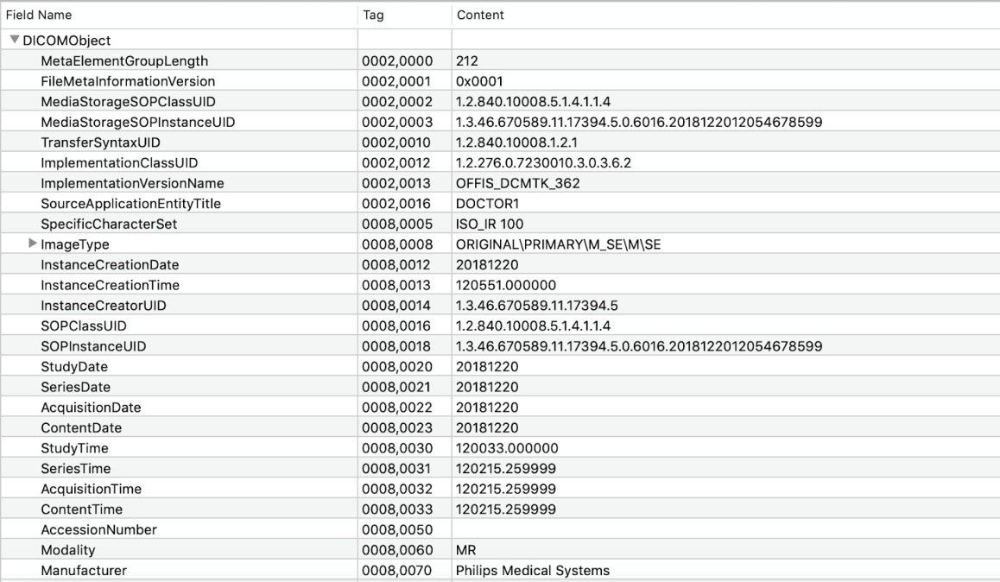 Field Name Tag Content
DICOMObject
MetaElementGroupLength 0002,0000 212
FileMetaInformationVersion 0002,0001 0x0001
MediaStorageSOPClassUID 0002,0002 1.2.840.10008.5.1.4.1.1.4
MediaStorageSOPInstanceUID 0002,0003 1.3.46.670589.11.17394.5.0.6016.2018122012054678599
TransferSyntaxUID 0002,0010 1.2.840.10008.1.2.1
ImplementationClassUID 0002,0012 1.2.276.0.7230010.3.0.3.6.2
ImplementationVersionName 0002,0013 OFFIS_DCMTK_362
SourceApplicationEntityTitle 0002,0016 DOCTOR1
SpecificCharacterSet 0008,0005 ISO_IR 100
ImageType 0008,0008 ORIGINAL\PRIMARY\M_SE\M\SE
InstanceCreationDate 0008,0012 20181220
InstanceCreationTime 0008,0013 120551.000000
InstanceCreatorUID 0008,0014 1.3.46.670589.11.17394.5
SOPClassUID 0008,0016 1.2.840.10008.5.1.4.1.1.4
SOPInstanceUID 0008,0018 1.3.46.670589.11.17394.5.0.6016.2018122012054678599
StudyDate 0008,0020 20181220
SeriesDate 0008,0021 20181220
AcquisitionDate 0008,0022 20181220
ContentDate 0008,0023 20181220
StudyTime 0008,0030 120033.000000
SeriesTime 0008,0031 120215.259999
AcquisitionTime 0008,0032 120215.259999
ContentTime 0008,0033 120215.259999
AccessionNumber 0008,0050
Modality 0008,0060 MR
Manufacturer 0008,0070 Philips Medical Systems